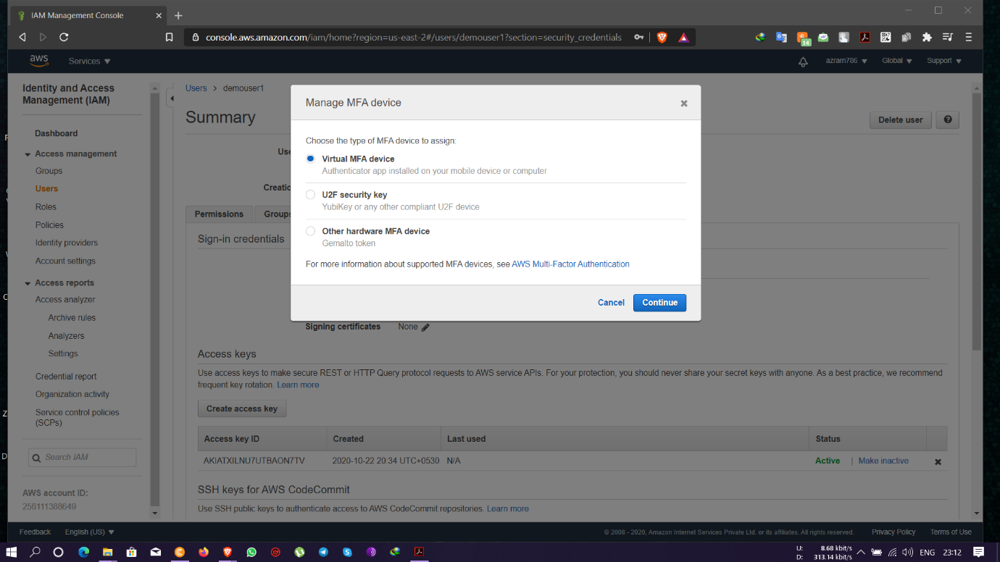 IAM Management Console
console.aws.amazon.com/iam/home?region=us-east-2#/users/demouser1?section=security_credentials
14
aws
Services
azram786
Global
Support
Identity and Access
Management (IAM)
Dashboard
Access management
Groups
Users
Roles
Policies
Identity providers
Account settings
Access reports
Access analyzer
Archive rules
Analyzers
Settings
Credential report
Organization activity
Service control policies
(SCPs)
Search IAM
AWS account ID:
256111388649
Users > demouser1
Summary
Delete user
Use
Creatio
Permissions
Groups
Sign-in credentials
Manage MFA device
Choose the type of MFA device to assign:
Virtual MFA device
Authenticator app installed on your mobile device or computer
U2F security key
YubiKey or any other compliant U2F device
Other hardware MFA device
Gemalto token
For more information about supported MFA devices, see AWS Multi-Factor Authentication
Cancel
Continue
Signing certificates None
Access keys
Use access keys to make secure REST or HTTP Query protocol requests to AWS service APIs. For your protection, you should never share your secret keys with anyone. As a best practice, we recommend
frequent key rotation. Learn more
Create access key
Access key ID Created Last used Status
AKIATXILNU7UTBAON7TV 2020-10-22 20:34 UTC+0530 N/A Active | Make inactive
SSH keys for AWS CodeCommit
Use SSH public keys to authenticate access to AWS CodeCommit repositories. Learn more
Feedback
English (US)
© 2008 - 2020, Amazon Internet Services Private Ltd. or its affiliates. All rights reserved.
Privacy Policy
Terms of Use
U: 8.68 kbit/s
D: 313.14 kbit/s
ENG
23:12